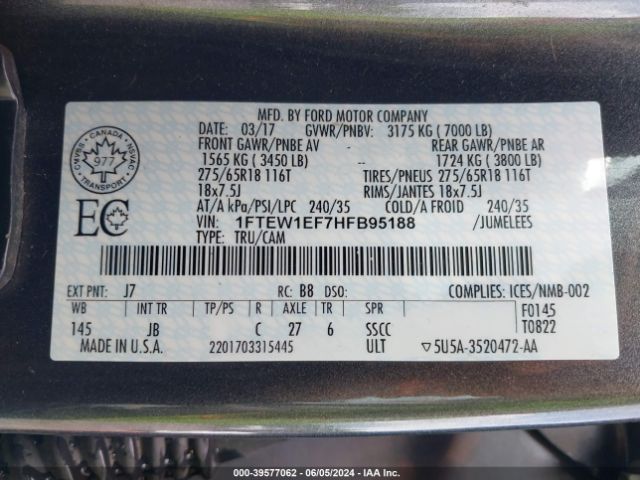 MFD. BY FORD MOTOR COMPANY
DATE: 03/17 GVWR/PNBV: 3175 KG ( 7000 LB)
FRONT GAWR/PNBE AV REAR GAWR/PNBE AR
1565 KG ( 3450 LB) -- 1724 KG ( 3800 LB)
275/65R18 116T TIRES/PNEUS 275/65R18 116T
18x7.5J RIMS/JANTES 18x7.5J
AT/A kPa/PSI/LPC 240/35 COLD/A FROID 240/35
VIN: 1FTEW1EF7HFB95188 /JUMELEES
TYPE: TRU/CAM
CANADA
SVNAC NSVAC
977
TRANSPORT
EC
EXT PNT: J7 RC: B8 DSO: COMPLIES: ICES/NMB-002
WB INT TR TP/PS R AXLE TR SPR F0145
145 JB C 27 6 SSCC T0822
MADE IN U.S.A. 2201703315445 ULT ▽5U5A-3520472-AA
000-39577062 - 06/05/2024 - IAA Inc.